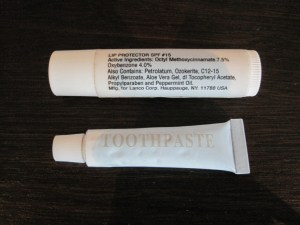 LIP PROTECTOR SPF #15
Active Ingredients: Octyl Methoxycinnamate 7.5%
Oxybenzone 4.0%
Also Contains: Petrolatum, Ozokerite, C12-15
Alkyl Benzoate, Aloe Vera Gel, dl Tocopheryl Acetate,
Propylparaben and Peppermint Oil.
Mfg. for Lapco Corp. Hauppauge, NY 11788 USA
TOOTHPASTE